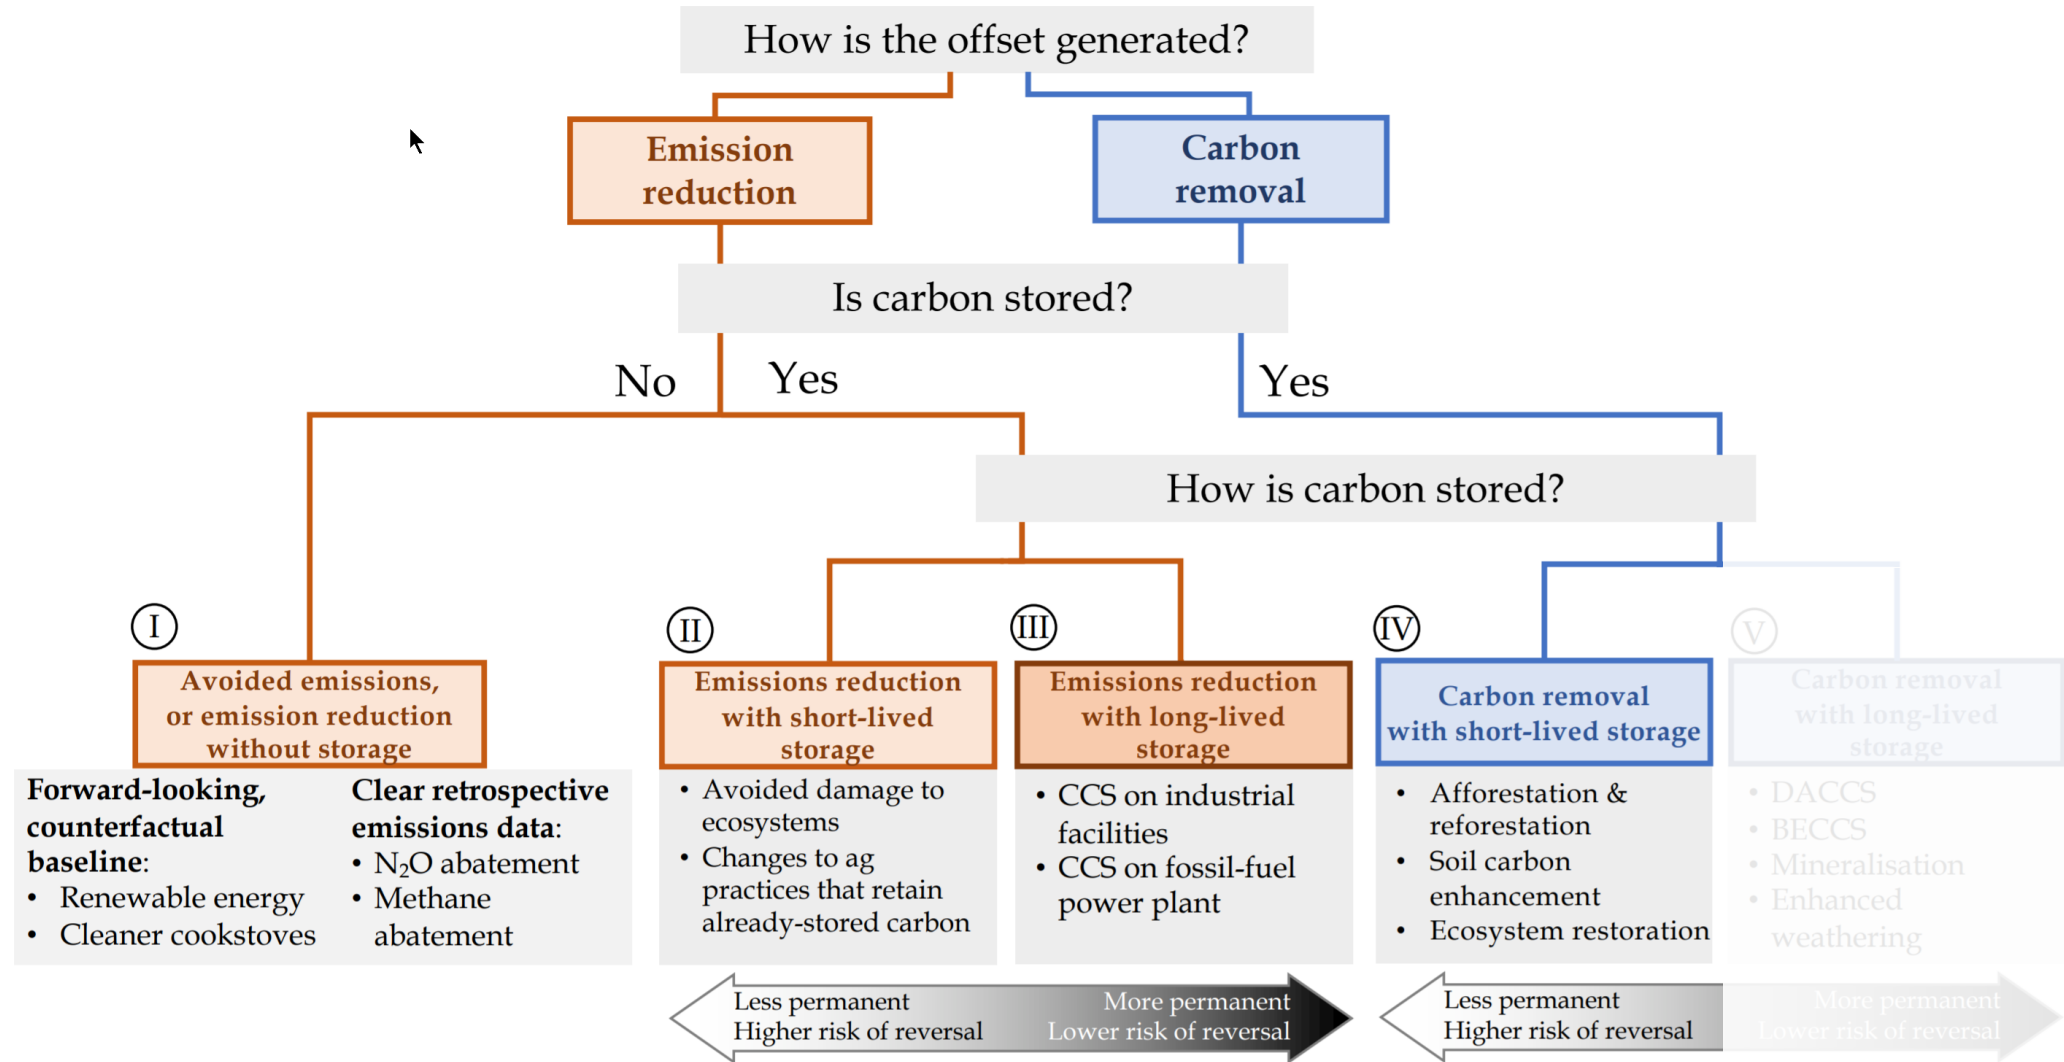 How is the offset generated?
Emission
reduction
Carbon
removal
Is carbon stored?
No
Yes
Yes
How is carbon stored?
I
Avoided emissions,
or emission reduction
without storage
Forward-looking,
counterfactual
baseline:
• Renewable energy
• Cleaner cookstoves
Clear retrospective
emissions data:
• N₂O abatement
• Methane
abatement
II
Emissions reduction
with short-lived
storage
• Avoided damage to
ecosystems
• Changes to ag
practices that retain
already-stored carbon
III
Emissions reduction
with long-lived
storage
• CCS on industrial
facilities
• CCS on fossil-fuel
power plant
IV
Carbon removal
with short-lived storage
• Afforestation &
reforestation
• Soil carbon
enhancement
• Ecosystem restoration
V
Carbon removal
with long-lived
storage
• DACCS
• BECCS
• Mineralisation
• Enhanced
weathering
Less permanent
Higher risk of reversal
More permanent
Lower risk of reversal
Less permanent
Higher risk of reversal
More permanent
Lower risk of reversal